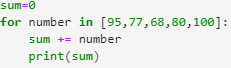 sum=0
for number in [95,77,68,80,100]:
    sum += number
    print(sum)